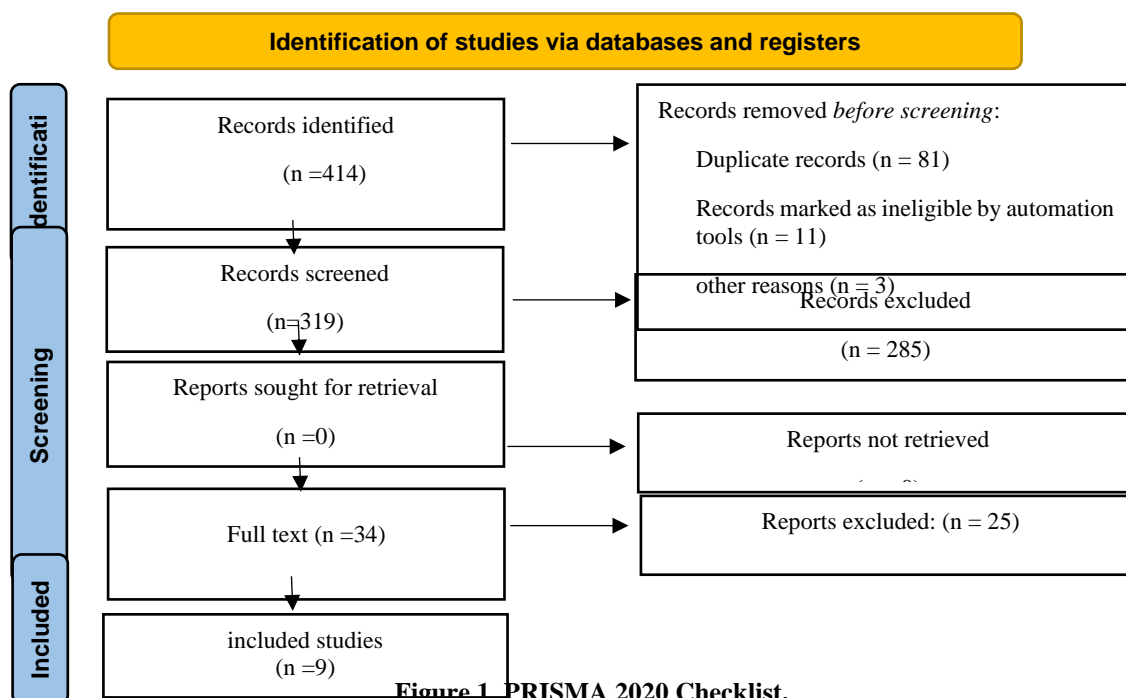 Identification of studies via databases and registers
dentificati
Records identified
(n =414)
Records removed before screening:
Duplicate records (n = 81)
Records marked as ineligible by automation
tools (n = 11)
other reasons (n = 3)
Screening
Records screened
(n=319)
Records excluded
(n = 285)
Reports sought for retrieval
(n =0)
Reports not retrieved
Full text (n =34)
Reports excluded: (n = 25)
Included
included studies
(n =9)
Figure 1. PRISMA 2020 Checklist.